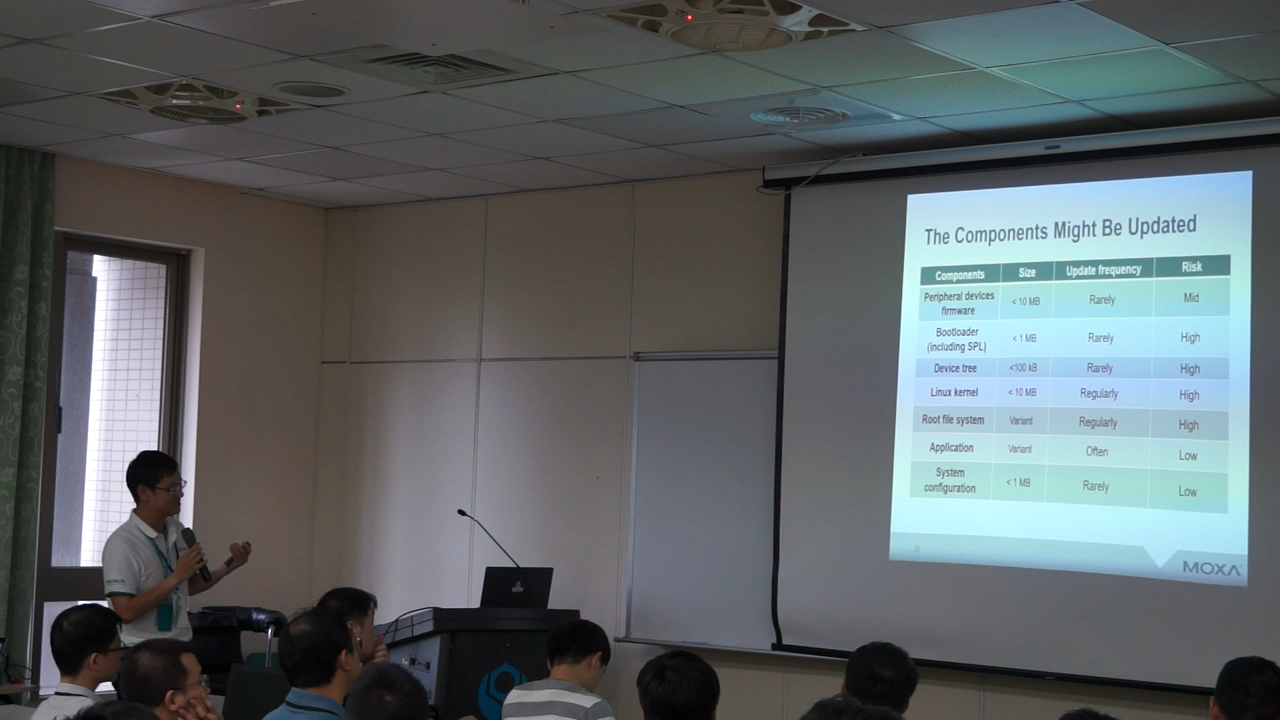 The Components Might Be Updated
Components Size Update frequency Risk
Peripheral devices
firmware < 10 MB Rarely Mid
Bootloader
(including SPL) < 1 MB Rarely High
Device tree <100 kB Rarely High
Linux kernel < 10 MB Regularly High
Root file system Variant Regularly High
Application Variant Often Low
System
configuration < 1 MB Rarely Low
MOXA
MOXA